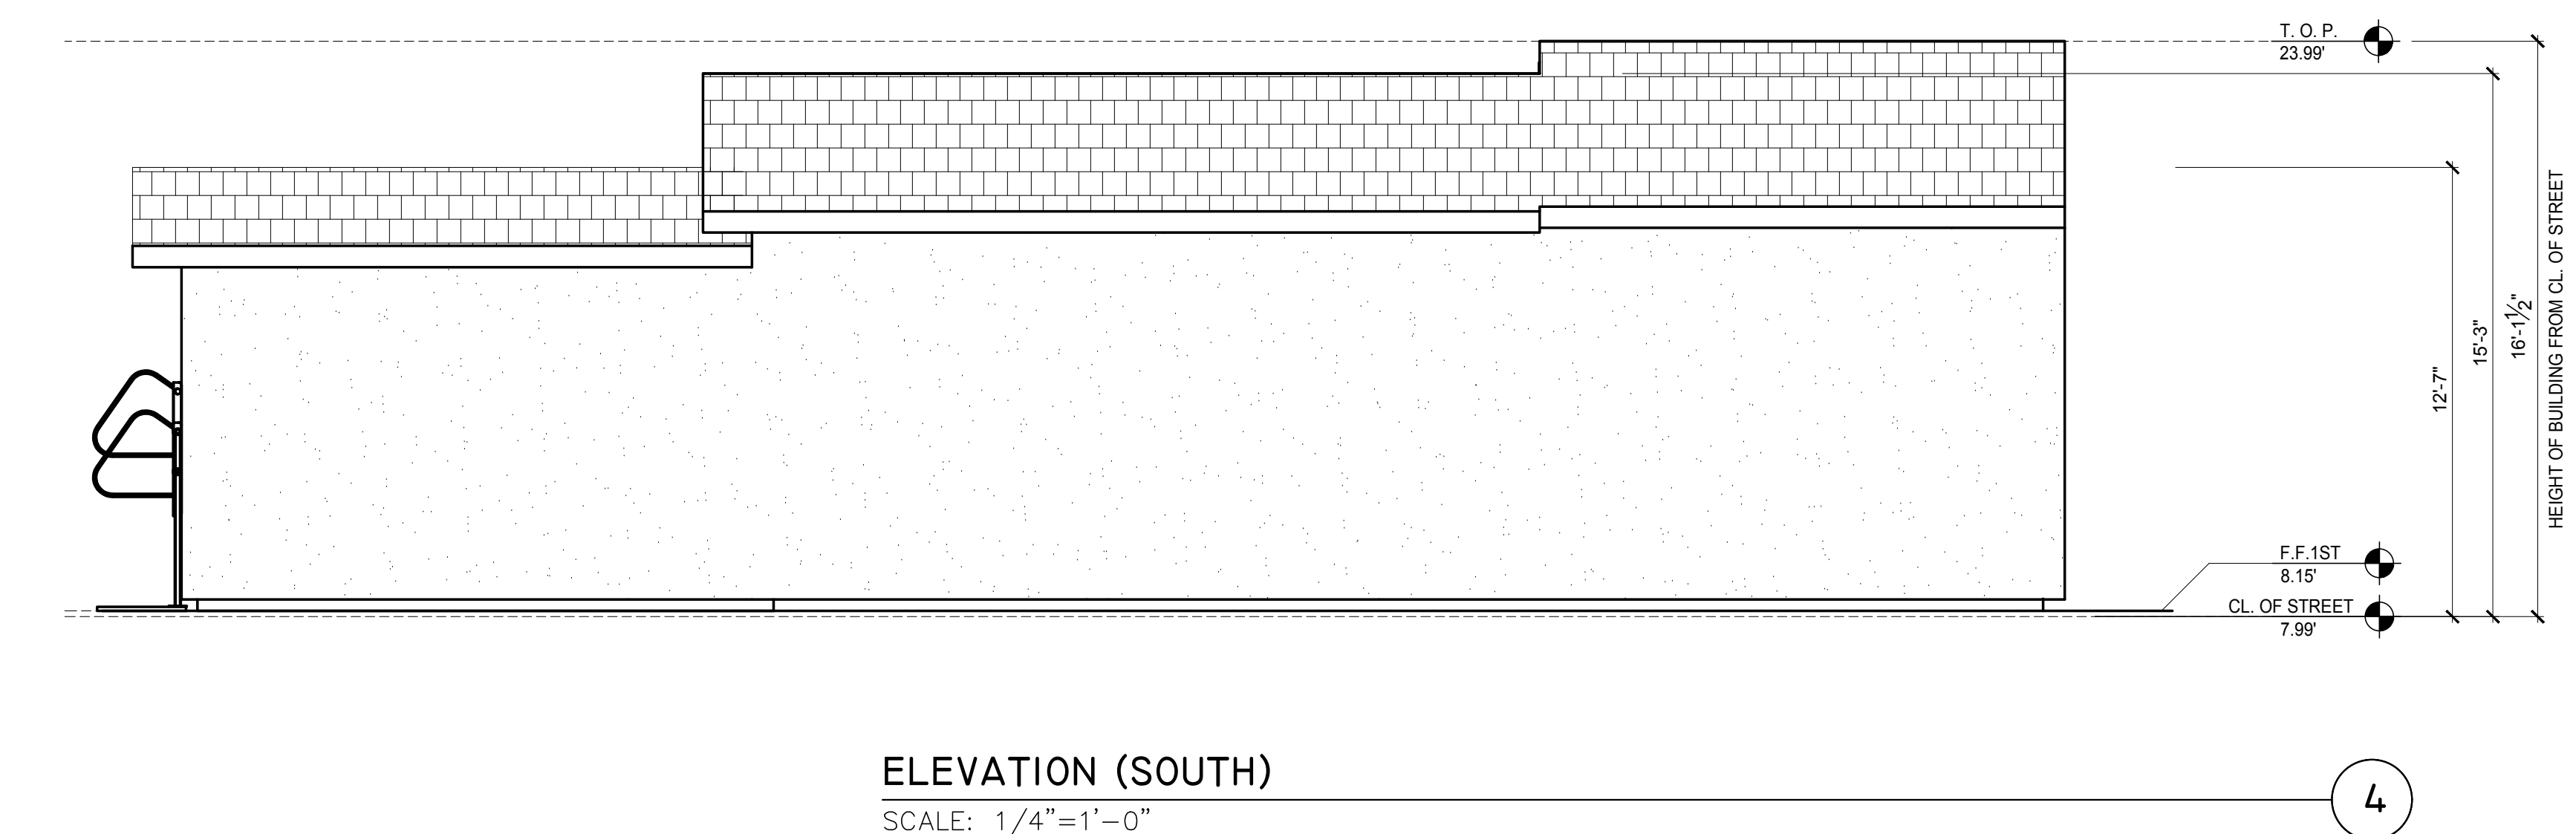 T. O. P.
23.99'
HEIGHT OF BUILDING FROM CL. OF STREET
16'-1½"
15'-3"
12'-7"
F.F.1ST
8.15'
CL. OF STREET
7.99'
ELEVATION (SOUTH)
4
SCALE: 1/4"=1'-0"